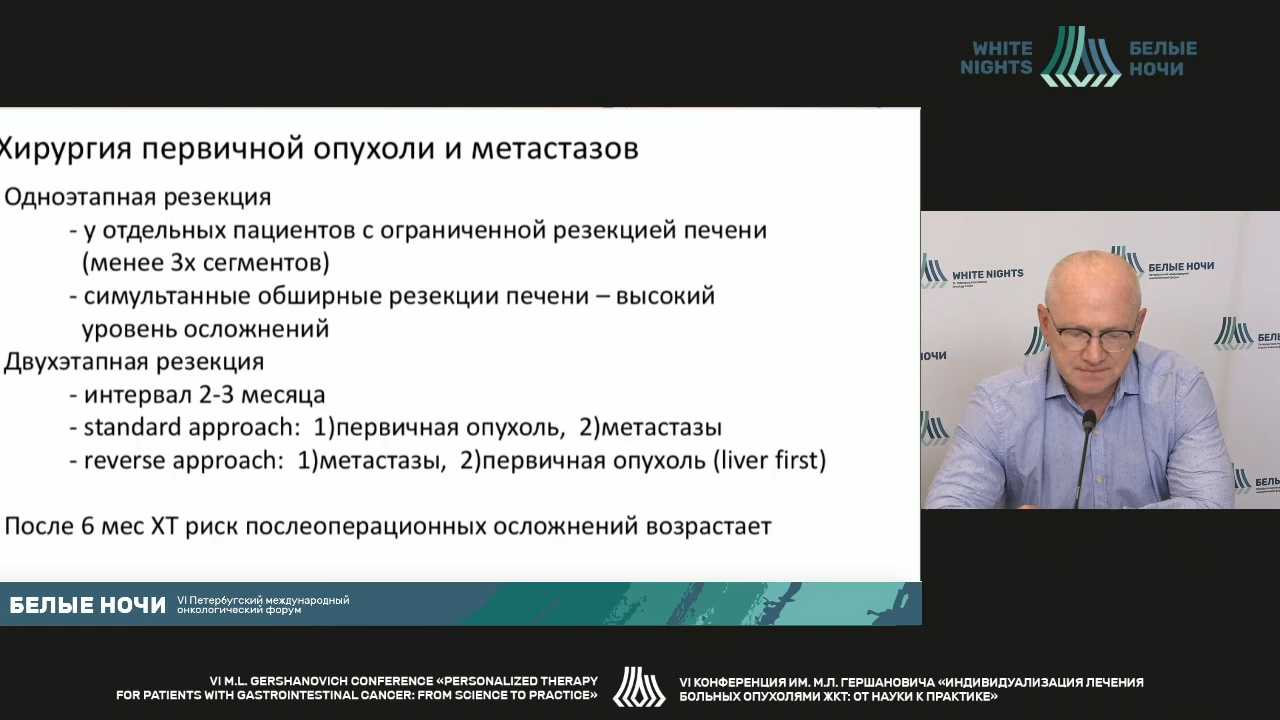 WHITE
NIGHTS
БЕЛЫЕ
НОЧИ
Хирургия первичной опухоли и метастазов
Одноэтапная резекция
- у отдельных пациентов с ограниченной резекцией печени
(менее 3х сегментов)
- симультанные обширные резекции печени – высокий
уровень осложнений
Двухэтапная резекция
- интервал 2-3 месяца
- standard approach: 1)первичная опухоль, 2)метастазы
- reverse approach: 1)метастазы, 2)первичная опухоль (liver first)
После 6 мес ХТ риск послеоперационных осложнений возрастает
БЕЛЫЕ НОЧИ
VI Петербугский международный
онкологический форум
WHITE NIGHTS
БЕЛЫЕ НОЧИ
НОЧИ
БЕЛЫ
БЕЛЫ
VI M.L. GERSHANOVICH CONFERENCE «PERSONALIZED THERAPY
FOR PATIENTS WITH GASTROINTESTINAL CANCER: FROM SCIENCE TO PRACTICE»
VI КОНФЕРЕНЦИЯ ИМ. М.Л. ГЕРШАНОВИЧА «ИНДИВИДУАЛИЗАЦИЯ ЛЕЧЕНИЯ
БОЛЬНЫХ ОПУХОЛЯМИ ЖКТ: ОТ НАУКИ К ПРАКТИКЕ»